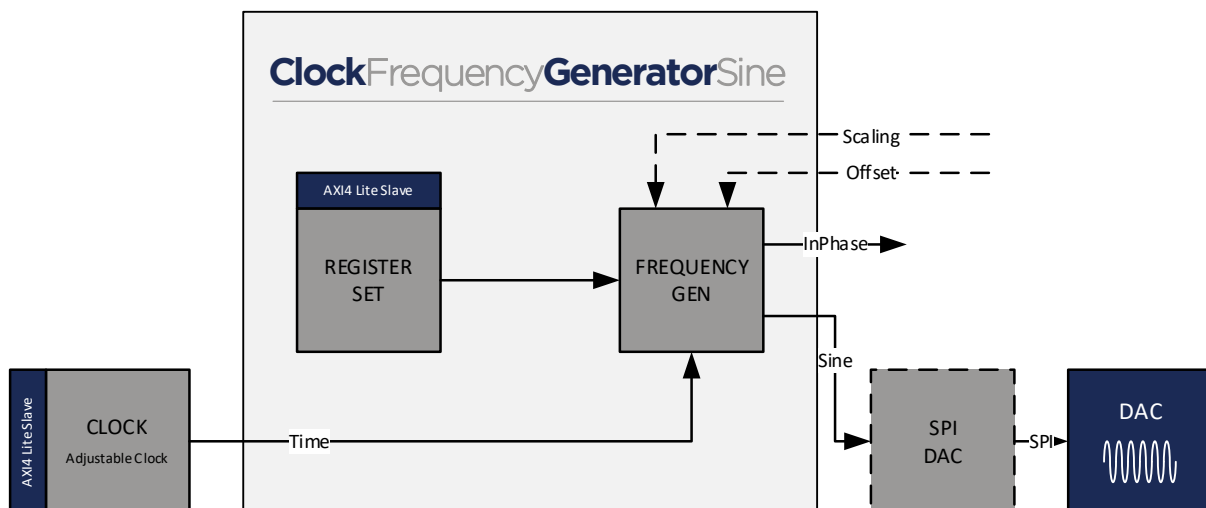 ClockFrequencyGeneratorSine
Scaling
Offset
AXI4 Lite Slave
REGISTER
SET
FREQUENCY
GEN
InPhase
Sine
AXI4 Lite Slave
CLOCK
Adjustable Clock
Time
SPI
DAC
SPI
DAC